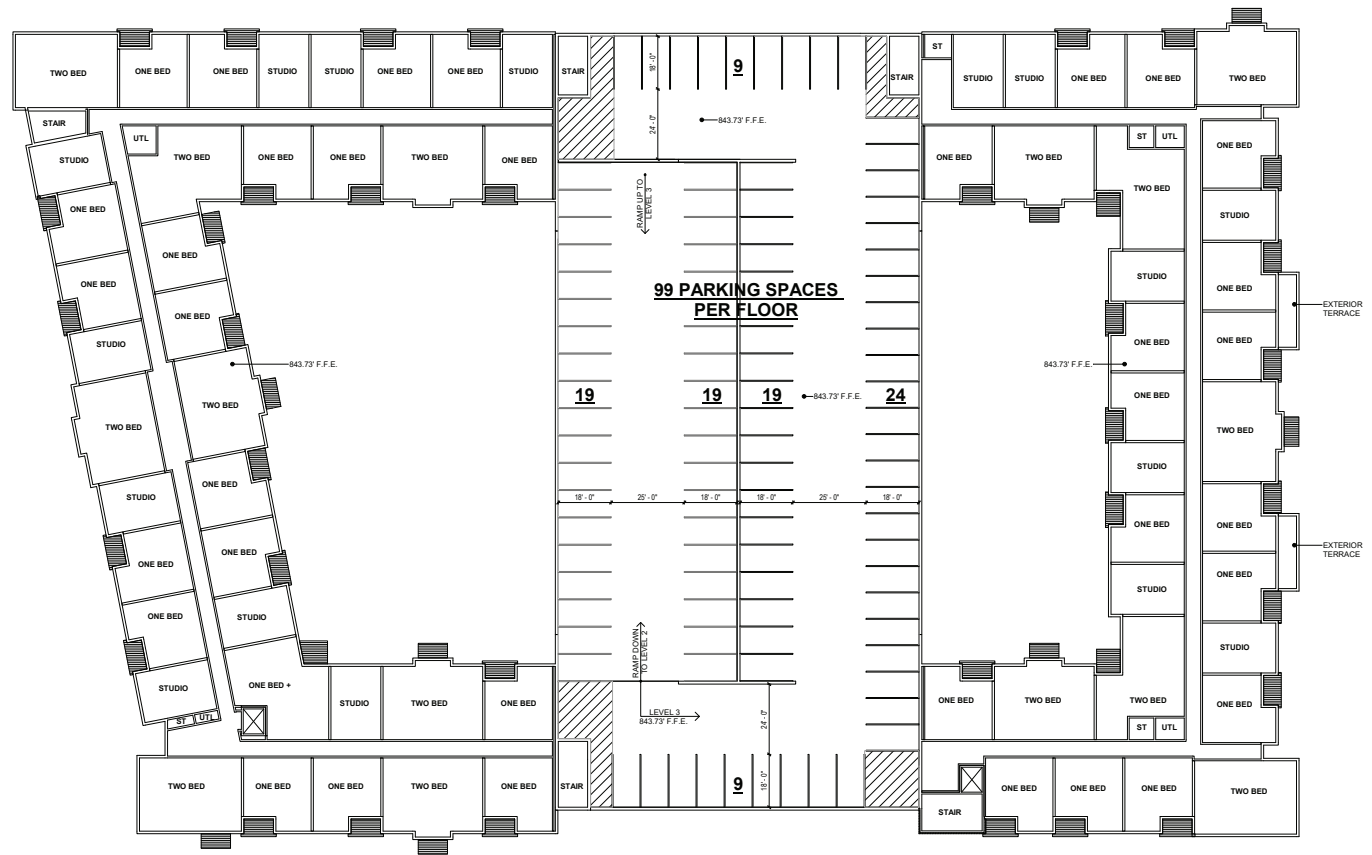 TWO BED
ONE BED
ONE BED
STUDIO
STUDIO
ONE BED
ONE BED
STUDIO
STAIR
18' - 0"
9
STAIR
ST
STUDIO
STUDIO
ONE BED
ONE BED
TWO BED
STAIR
UTL
TWO BED
ONE BED
ONE BED
TWO BED
ONE BED
24' - 0"
843.73' F.F.E.
ONE BED
TWO BED
ST
UTL
TWO BED
ONE BED
STUDIO
ONE BED
ONE BED
ONE BED
STUDIO
ONE BED
ONE BED
TWO BED
STUDIO
ONE BED
ONE BED
STUDIO
ST
UTL
ONE BED
ONE BED
TWO BED
ONE BED
ONE BED
STUDIO
ONE BED +
843.73' F.F.E.
RAMP UP TO
LEVEL 3
99 PARKING SPACES
PER FLOOR
19
19
19
24
843.73' F.F.E.
18' - 0"
25' - 0"
18' - 0"
18' - 0"
25' - 0"
18' - 0"
RAMP DOWN
TO LEVEL 2
LEVEL 3
843.73' F.F.E.
24' - 0"
843.73' F.F.E.
STUDIO
ONE BED
ONE BED
STUDIO
ONE BED
STUDIO
TWO BED
ST
UTL
STUDIO
ONE BED
ONE BED
TWO BED
ONE BED
ONE BED
STUDIO
ONE BED
EXTERIOR
TERRACE
EXTERIOR
TERRACE
STUDIO
TWO BED
ONE BED
ONE BED
TWO BED
TWO BED
ONE BED
ONE BED
TWO BED
ONE BED
STAIR
9
18' - 0"
STAIR
ONE BED
ONE BED
ONE BED
TWO BED